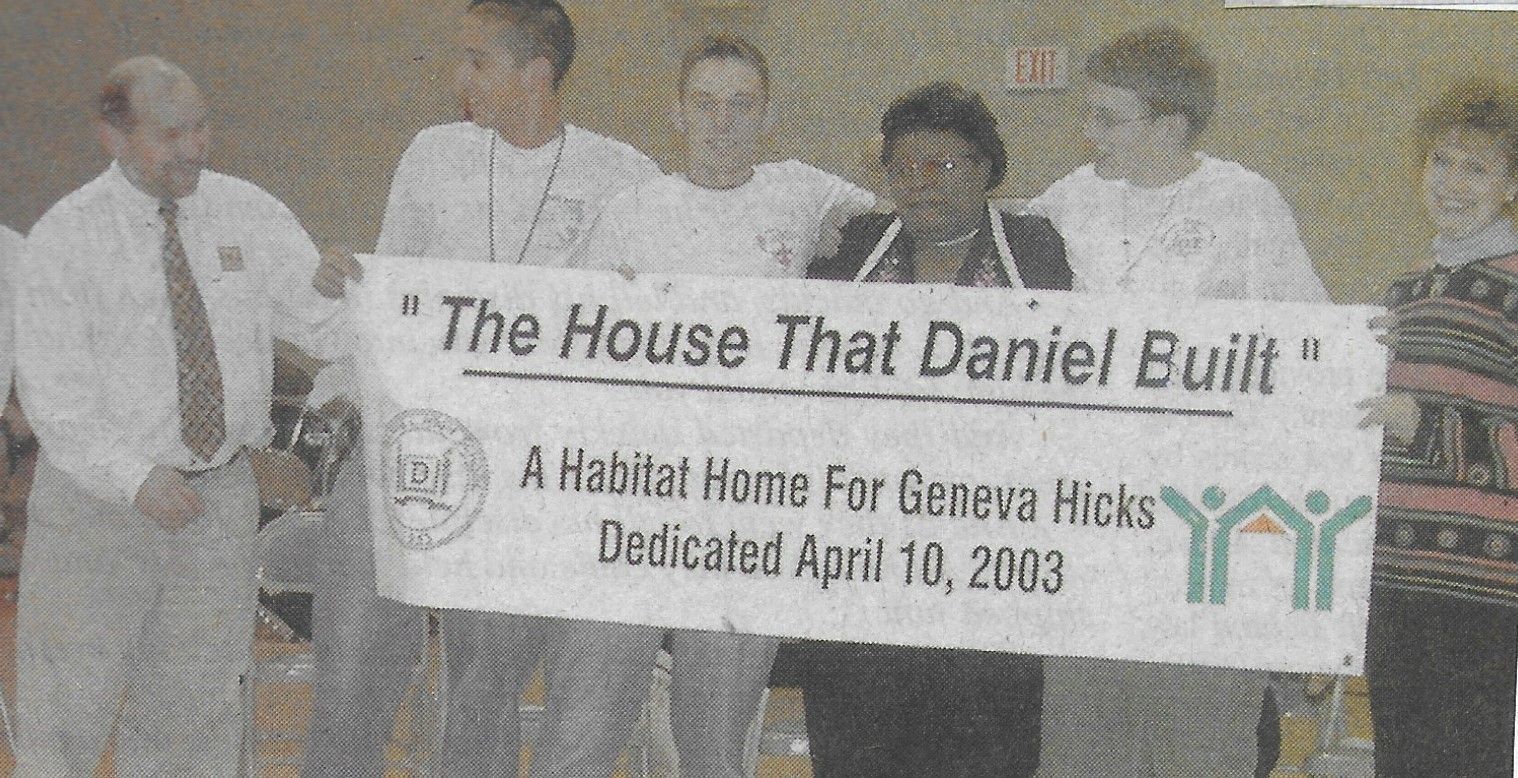 EXIT
" The House That Daniel Built "
D
A Habitat Home For Geneva Hicks
Dedicated April 10, 2003